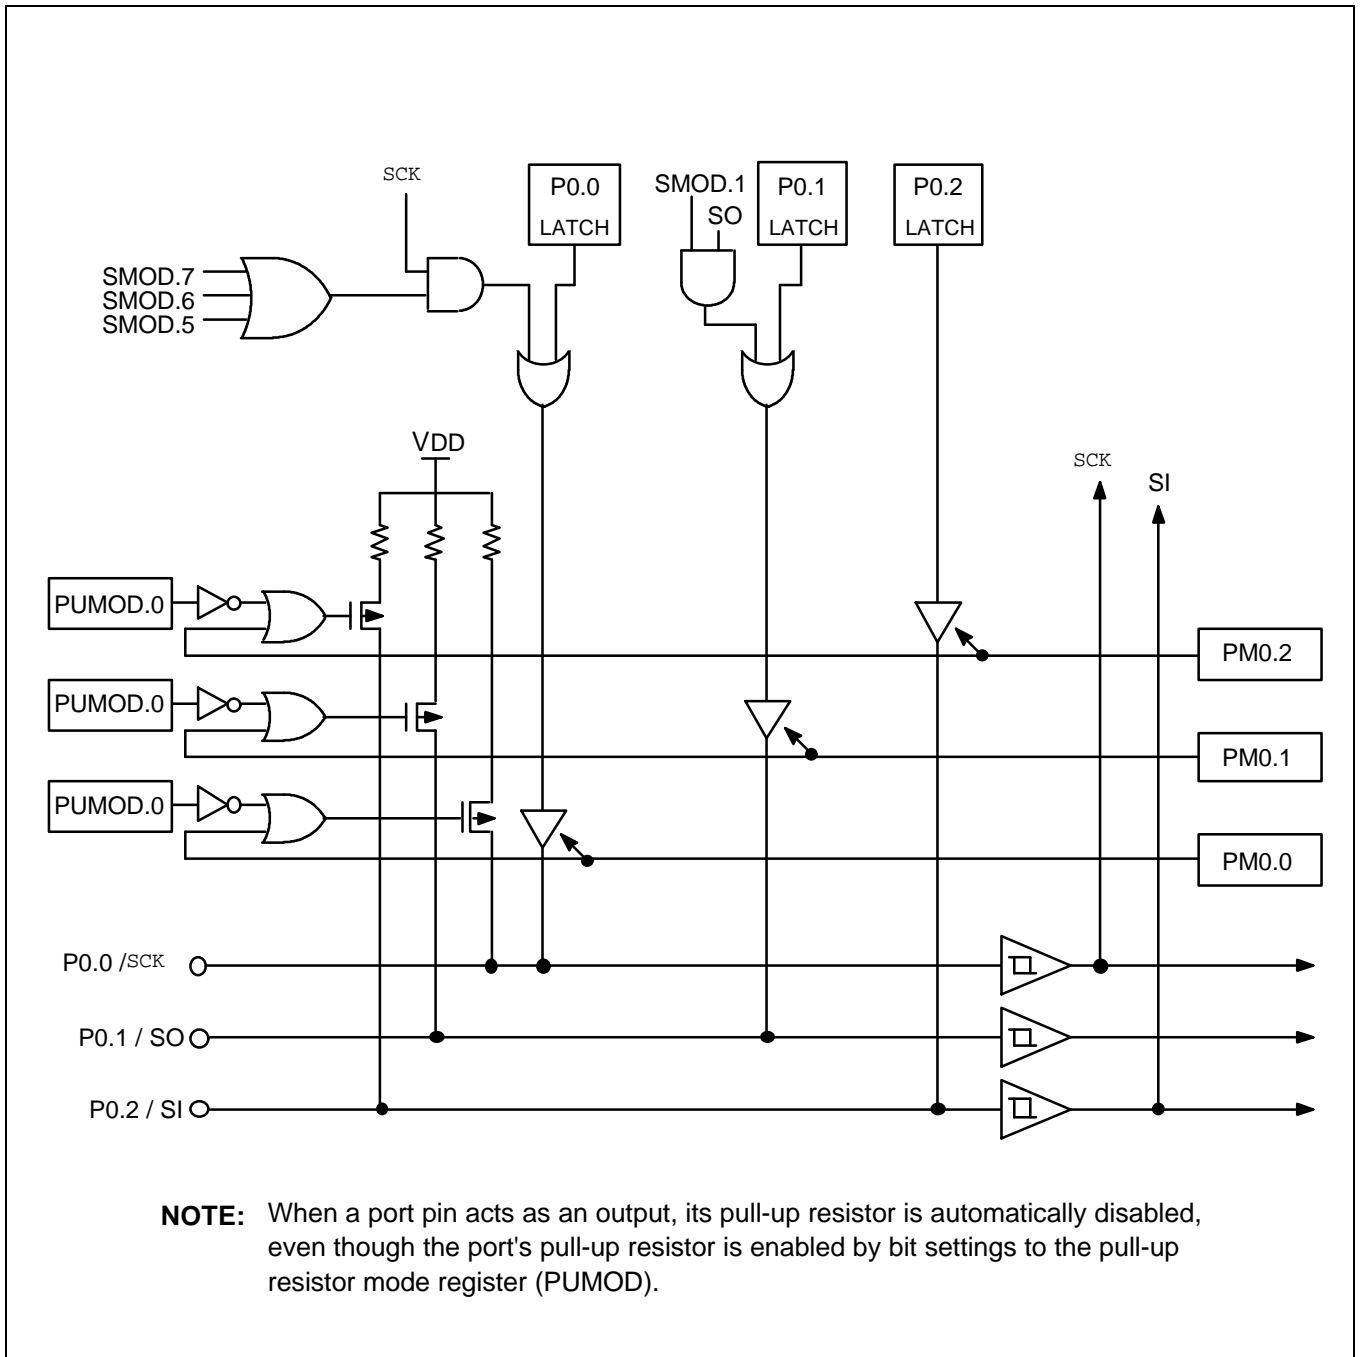 SCK
P0.0
LATCH
SMOD.1
SO
P0.1
LATCH
P0.2
LATCH
SMOD.7
SMOD.6
SMOD.5
VDD
SCK
SI
PUMOD.0
PM0.2
PUMOD.0
PM0.1
PUMOD.0
PM0.0
P0.0 /SCK
P0.1 / SO
P0.2 / SI
NOTE: When a port pin acts as an output, its pull-up resistor is automatically disabled,
even though the port's pull-up resistor is enabled by bit settings to the pull-up
resistor mode register (PUMOD).